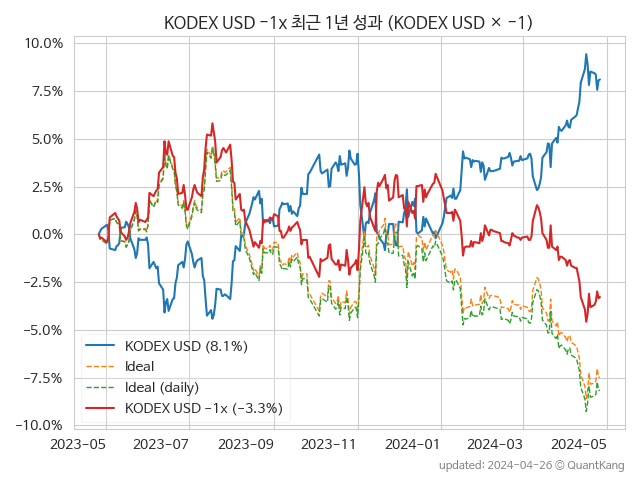 KODEX USD −1x 최근 1년 성과 (KODEX USD × −1)
10.0%
7.5%
5.0%
2.5%
0.0%
−2.5%
−5.0%
−7.5%
−10.0%
KODEX USD (8.1%)
Ideal
Ideal (daily)
KODEX USD −1x (−3.3%)
2023-05 2023-07 2023-09 2023-11 2024-01 2024-03 2024-05
updated: 2024-04-26 © QuantKang